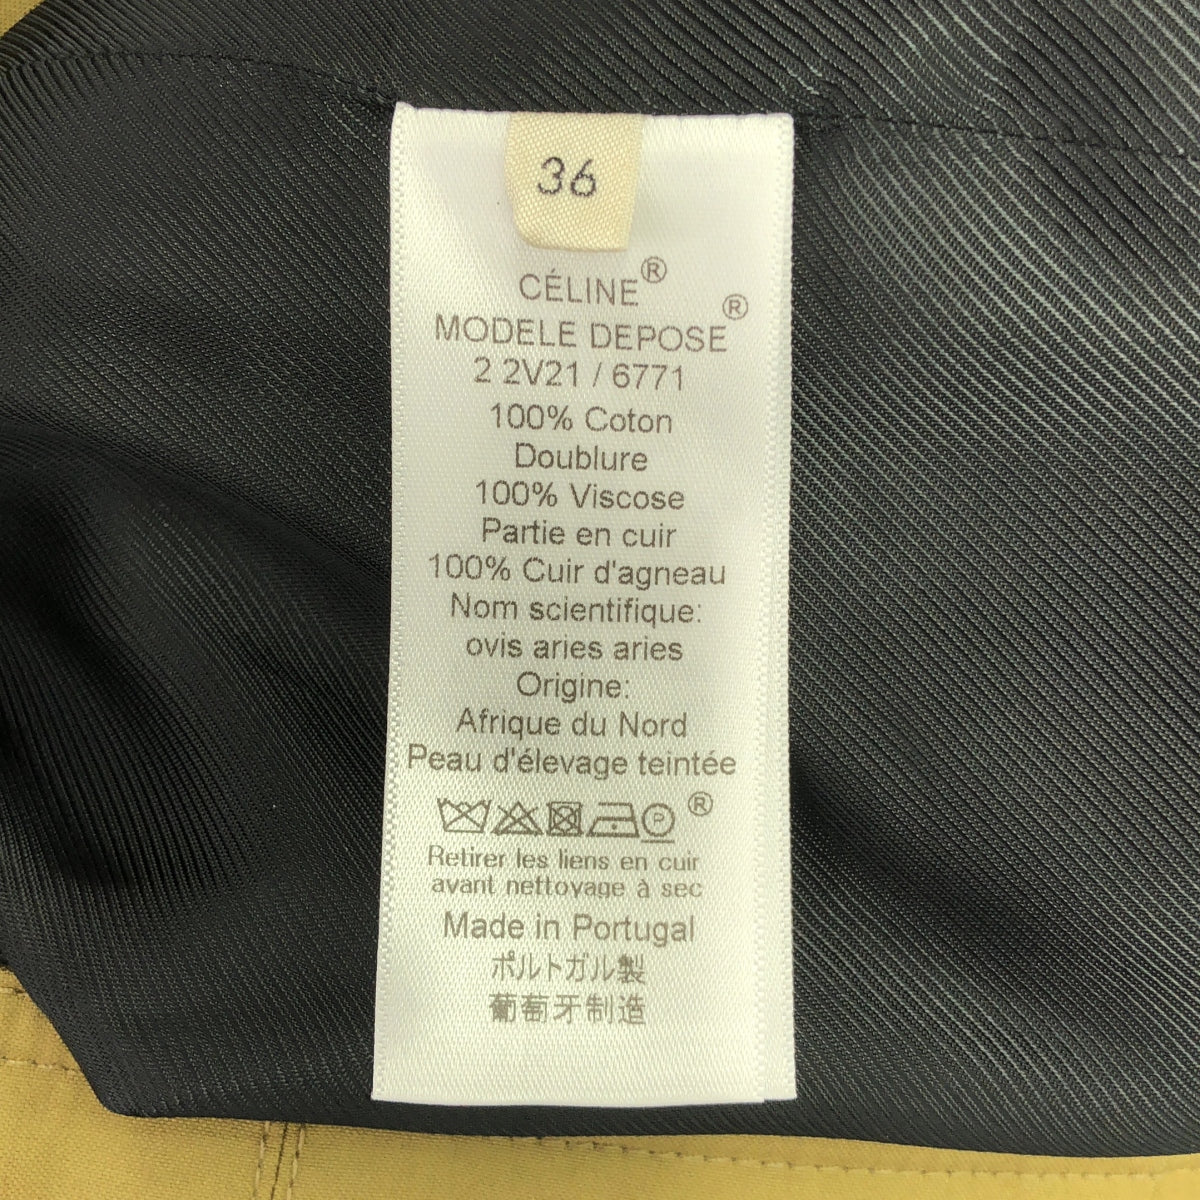 36
CÉLINE®
MODELE DEPOSE®
2 2V21 / 6771
100% Coton
Doublure
100% Viscose
Partie en cuir
100% Cuir d'agneau
Nom scientifique:
ovis aries aries
Origine:
Afrique du Nord
Peau d'élevage teintée
P ®
Retirer les liens en cuir
avant nettoyage à sec
Made in Portugal
ポルトガル製
葡萄牙制造